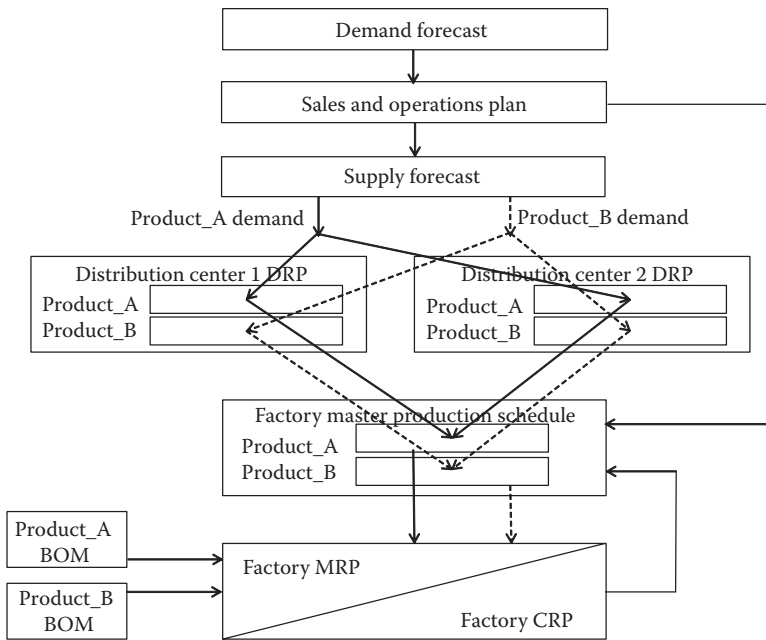 Demand forecast
Sales and operations plan
Supply forecast
Product_A demand
Product_B demand
Distribution center 1 DRP
Product_A
Product_B
Distribution center 2 DRP
Product_A
Product_B
Factory master production schedule
Product_A
Product_B
Product_A
BOM
Product_B
BOM
Factory MRP
Factory CRP